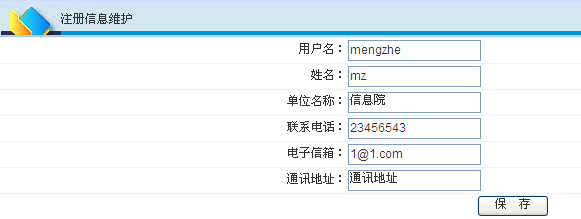 注册信息维护
用户名： mengzhe
姓名： mz
单位名称： 信息院
联系电话： 23456543
电子信箱： 1@1.com
通讯地址： 通讯地址
保 存